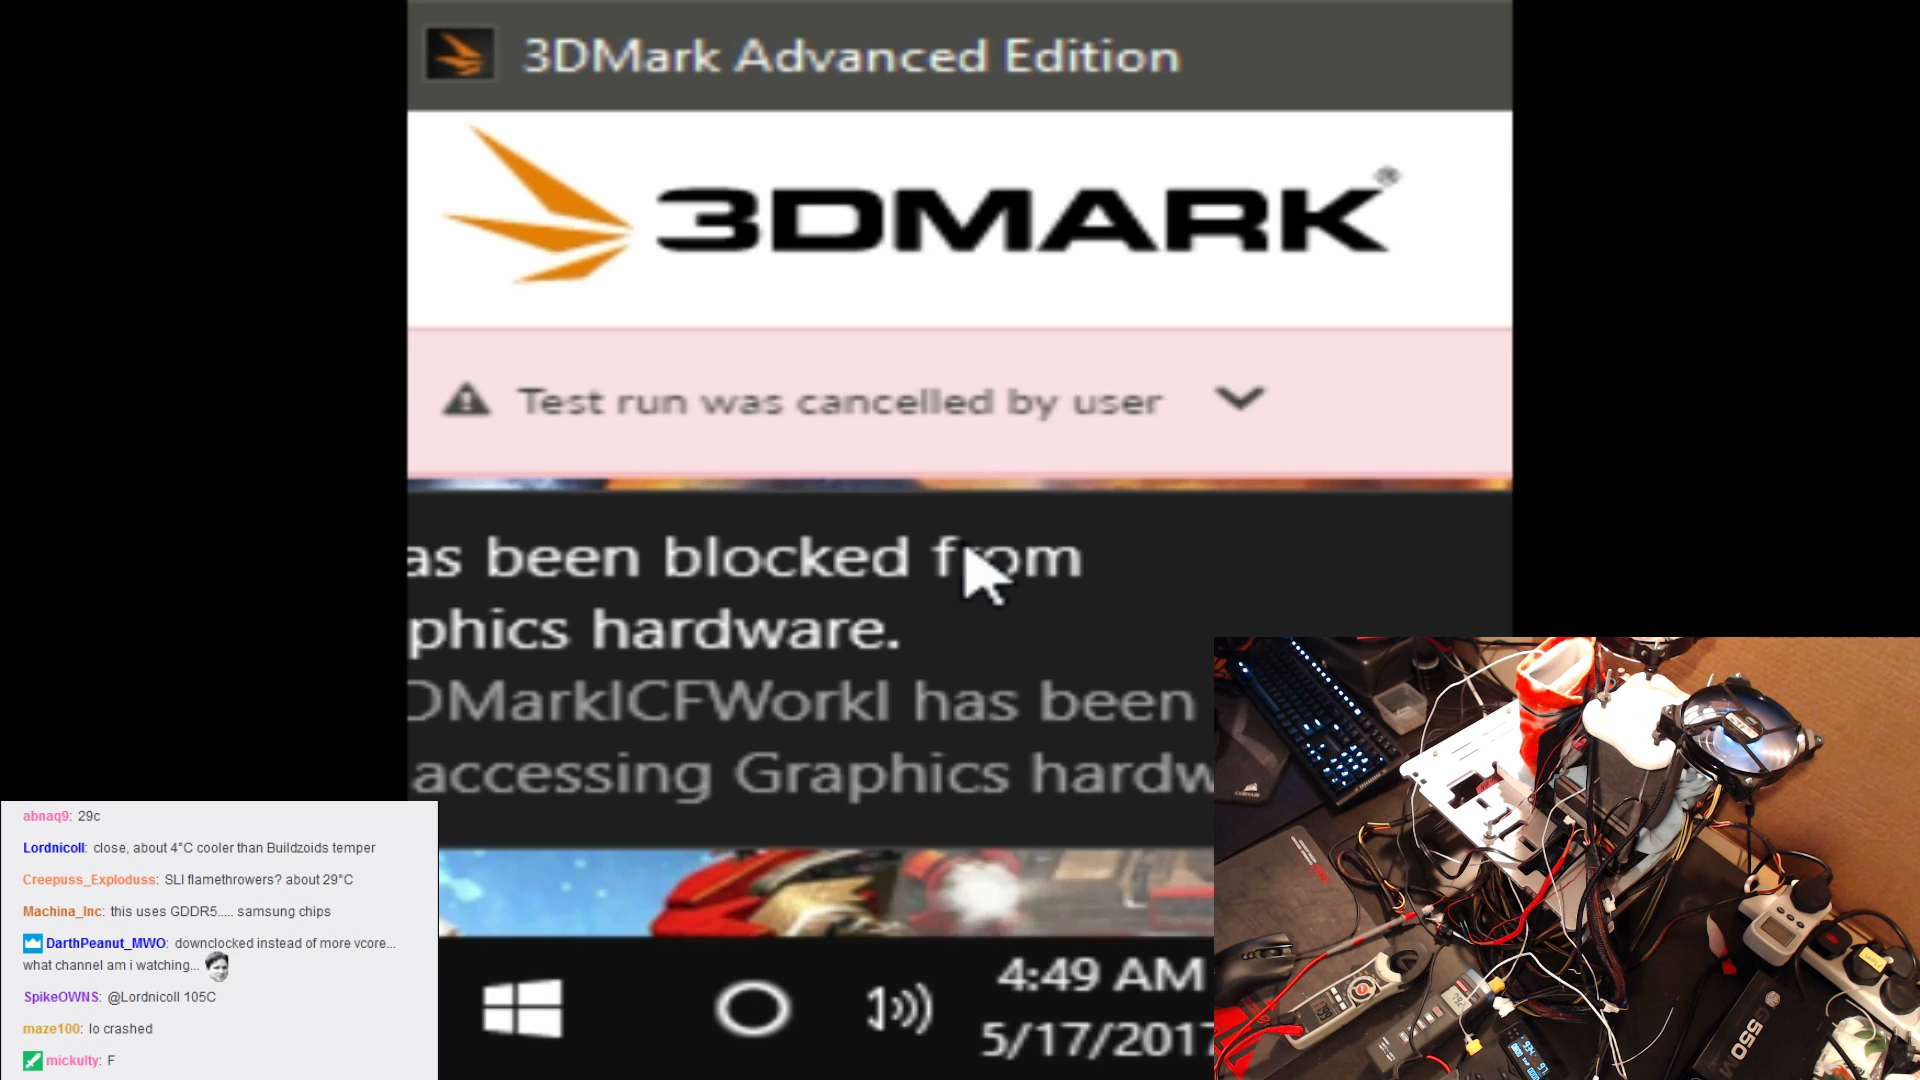 3DMark Advanced Edition
3DMARK®
Test run was cancelled by user
as been blocked from
phics hardware.
DMarkICFWorkl has been
accessing Graphics hardw
abnaq9: 29c
Lordnicoll: close, about 4°C cooler than Buildzoids temper
Creepuss_Exploduss: SLI flamethrowers? about 29°C
Machina_Inc: this uses GDDR5..... samsung chips
DarthPeanut_MWO: downclocked instead of more vcore...
what channel am i watching...
SpikeOWNS: @Lordnicoll 105C
maze100: lo crashed
mickulty: F
4:49 AM
5/17/2017
CORSAIR
550